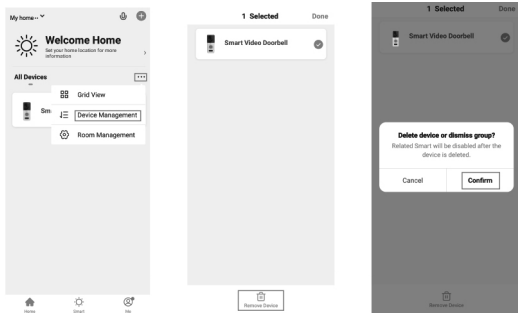 My home··
Welcome Home
Set your home location for more
information
All Devices
Grid View
Sm
Device Management
Room Management
Home
Smart
Me
1 Selected
Done
Smart Video Doorbell
Remove Device
1 Selected
Done
Smart Video Doorbell
Delete device or dismiss group?
Related Smart will be disabled after the
device is deleted.
Cancel
Confirm
Remove Device